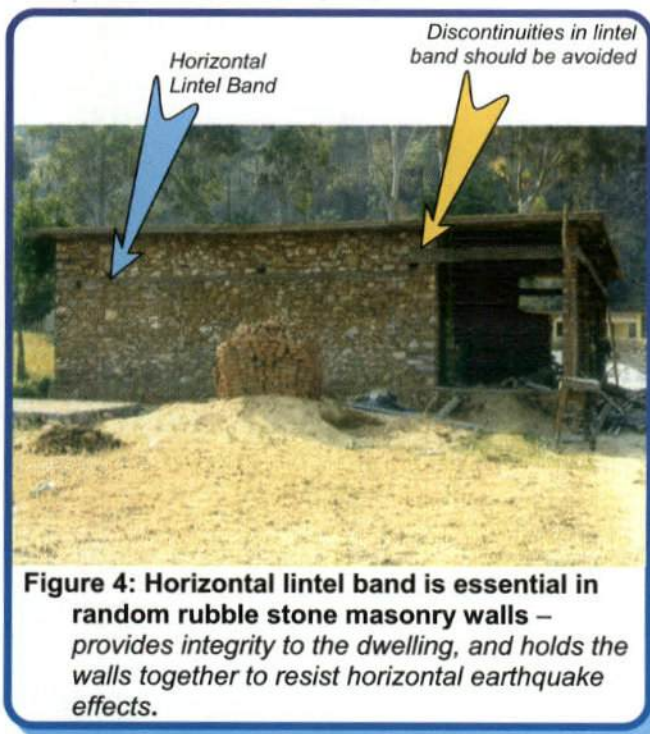 Horizontal
Lintel Band
Discontinuities in lintel
band should be avoided
Figure 4: Horizontal lintel band is essential in
random rubble stone masonry walls –
provides integrity to the dwelling, and holds the
walls together to resist horizontal earthquake
effects.